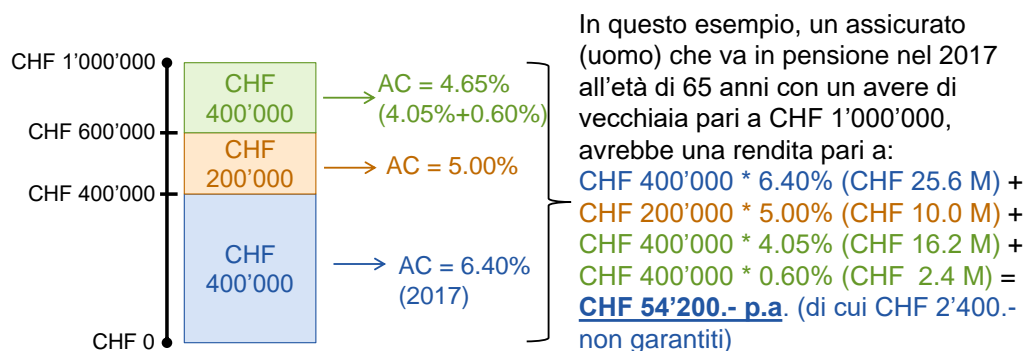 CHF 1’000’000
CHF 600’000
CHF 400’000
CHF 0
CHF
400’000
CHF
200’000
CHF
400’000
AC = 4.65%
(4.05%+0.60%)
AC = 5.00%
AC = 6.40%
(2017)
In questo esempio, un assicurato
(uomo) che va in pensione nel 2017
all’età di 65 anni con un avere di
vecchiaia pari a CHF 1’000’000,
avrebbe una rendita pari a:
CHF 400’000 * 6.40% (CHF 25.6 M) +
CHF 200’000 * 5.00% (CHF 10.0 M) +
CHF 400’000 * 4.05% (CHF 16.2 M) +
CHF 400’000 * 0.60% (CHF 2.4 M) =
CHF 54’200.- p.a. (di cui CHF 2’400.-
non garantiti)